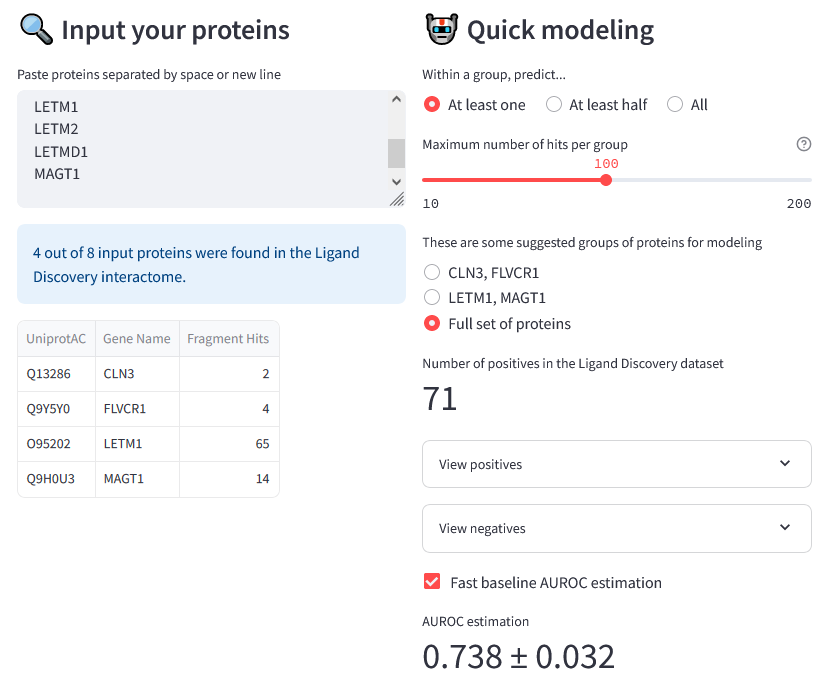 Input your proteins
Paste proteins separated by space or new line
LETM1
LETM2
LETMD1
MAGT1
4 out of 8 input proteins were found in the Ligand
Discovery interactome.
UniprotAC Gene Name Fragment Hits
Q13286 CLN3 2
Q9Y5Y0 FLVCR1 4
O95202 LETM1 65
Q9H0U3 MAGT1 14
Quick modeling
Within a group, predict...
At least one At least half All
Maximum number of hits per group
100
10 200
These are some suggested groups of proteins for modeling
CLN3, FLVCR1
LETM1, MAGT1
Full set of proteins
Number of positives in the Ligand Discovery dataset
71
View positives
View negatives
Fast baseline AUROC estimation
AUROC estimation
0.738 ± 0.032